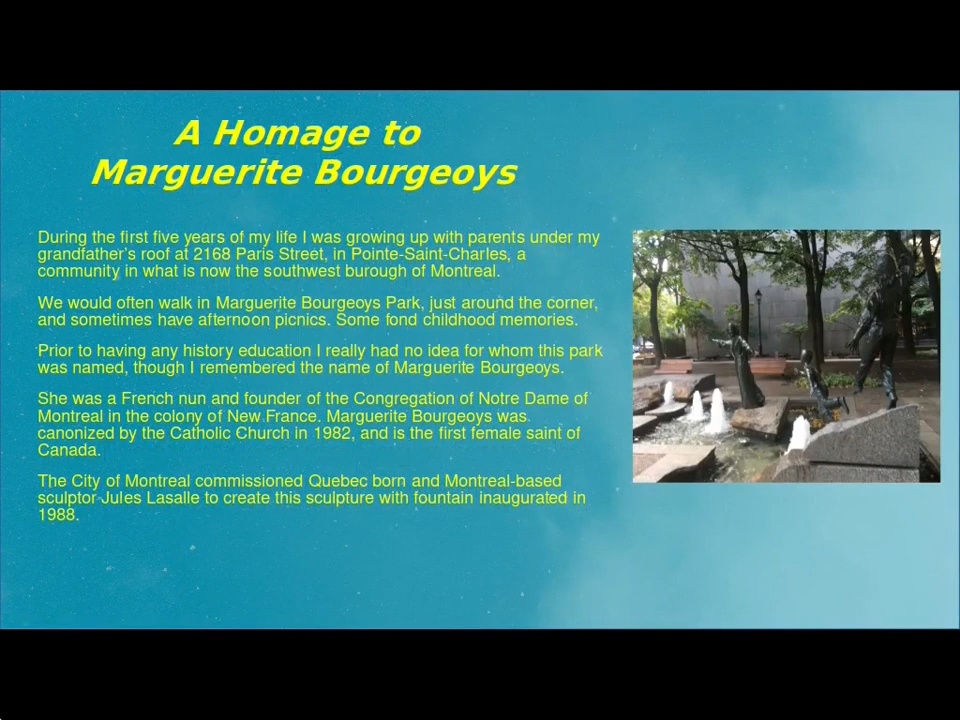 A Homage to
Marguerite Bourgeoys
During the first five years of my life I was growing up with parents under my
grandfather's roof at 2168 Paris Street, in Pointe-Saint-Charles, a
community in what is now the southwest burough of Montreal.
We would often walk in Marguerite Bourgeoys Park, just around the corner,
and sometimes have afternoon picnics. Some fond childhood memories.
Prior to having any history education I really had no idea for whom this park
was named, though I remembered the name of Marguerite Bourgeoys.
She was a French nun and founder of the Congregation of Notre Dame of
Montreal in the colony of New France. Marguerite Bourgeoys was
canonized by the Catholic Church in 1982, and is the first female saint of
Canada.
The City of Montreal commissioned Quebec born and Montreal-based
sculptor Jules Lasalle to create this sculpture with fountain inaugurated in
1988.